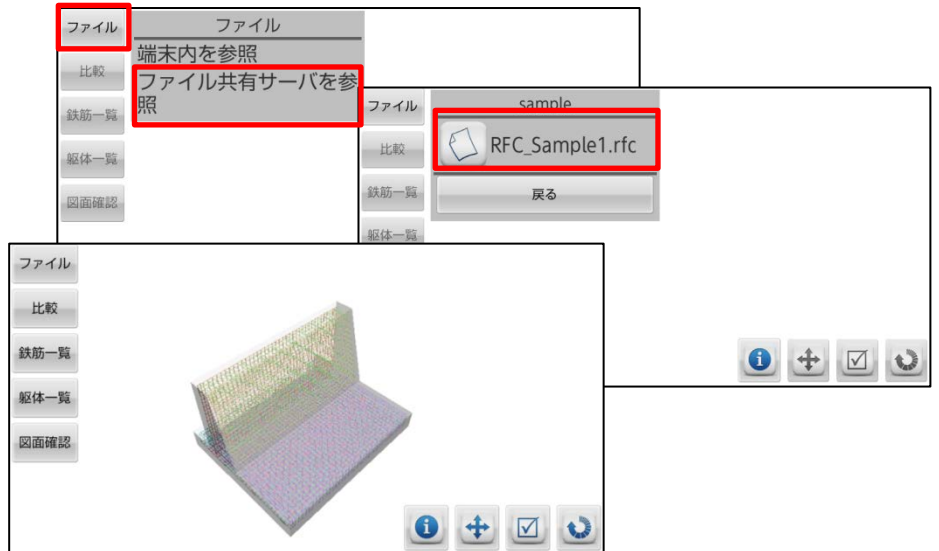 ファイル
比較
鉄筋一覧
躯体一覧
図面確認
ファイル
端末内を参照
ファイル共有サーバを参
照
ファイル
比較
鉄筋一覧
躯体一覧
sample
RFC_Sample1.rfc
戻る
ファイル
比較
鉄筋一覧
躯体一覧
図面確認